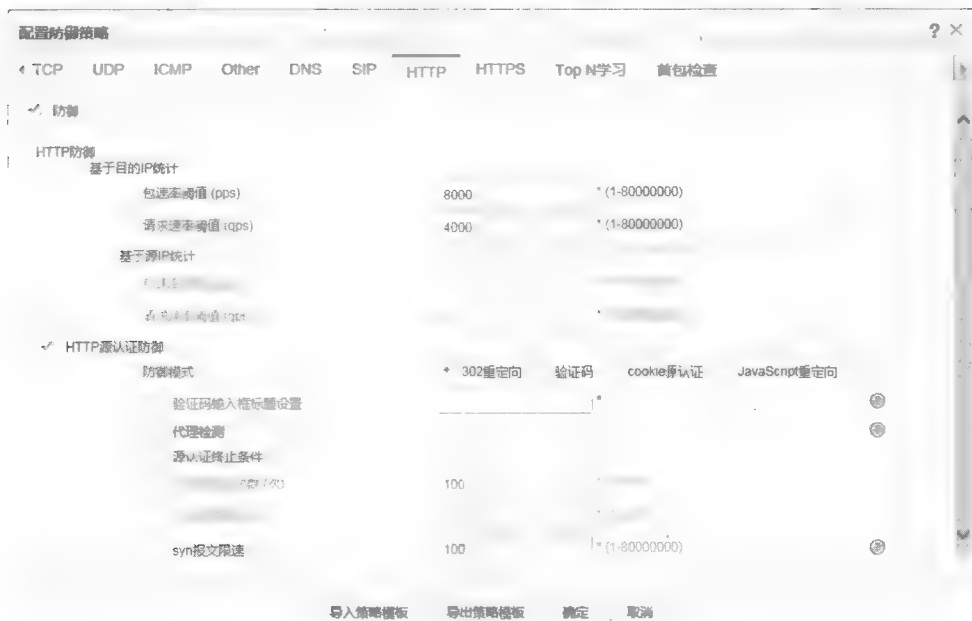 配置防御策略 ? ×
TCP UDP ICMP Other DNS SIP HTTP HTTPS Top N学习 首包检查
防御
HTTP防御
基于目的IP统计
包速率阈值 (pps) 8000 * (1-80000000)
请求速率阈值 (qps) 4000 * (1-80000000)
基于源IP统计
阈值 (qps *
HTTP源认证防御
防御模式 302重定向 验证码 cookie源认证 JavaScript重定向
验证码输入框标题设置 *
代理检测
源认证终止条件
100
syn报文限速 100 * (1-80000000)
导入策略模板 导出策略模板 确定 取消